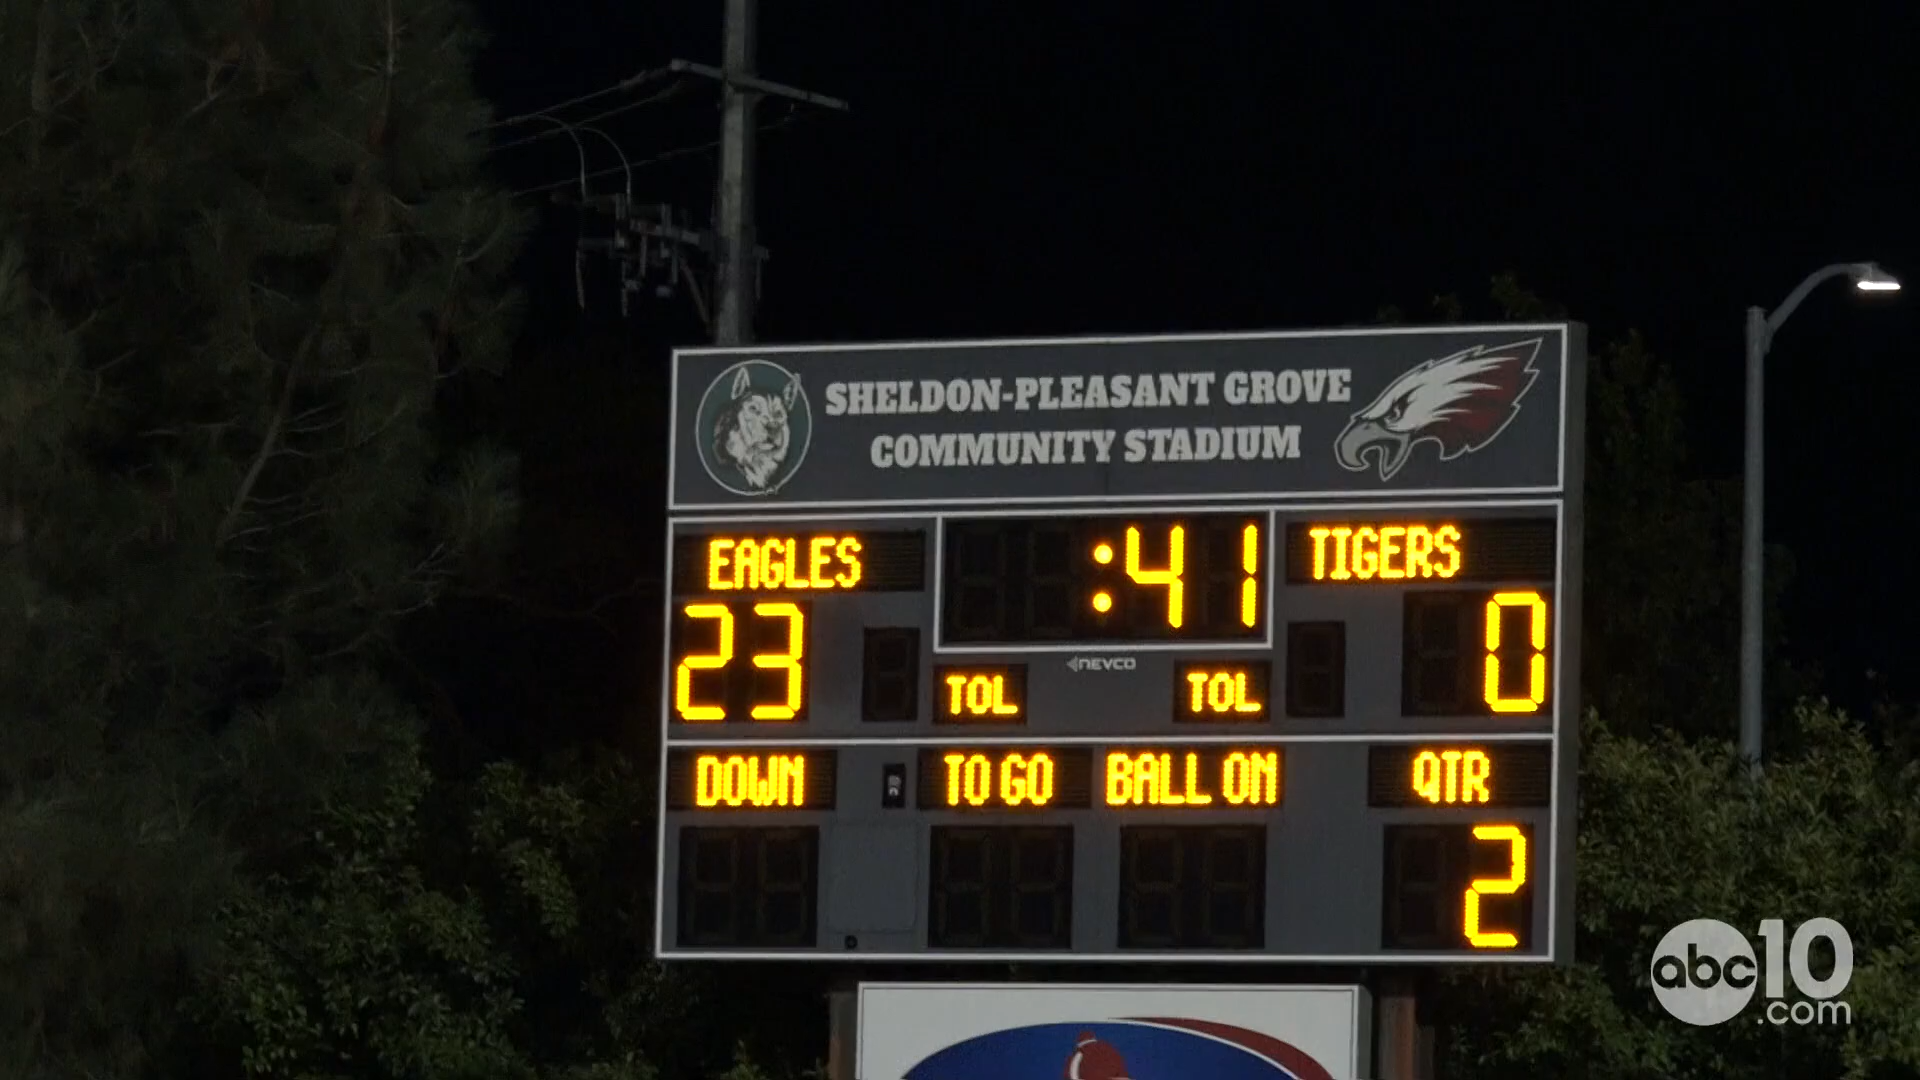 SHELDON-PLEASANT GROVE
COMMUNITY STADIUM
EAGLES :41 TIGERS
23 0
NEVCO
TOL TOL
DOWN TO GO BALL ON QTR
2
abc10
.com